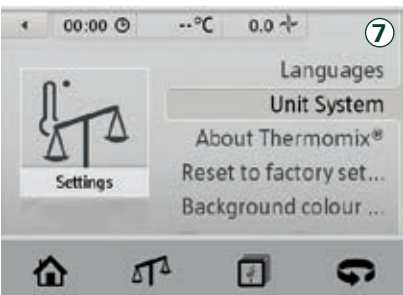 00:00 --°C 0.0 7
Languages
Unit System
About Thermomix®
Settings
Reset to factory set...
Background colour ...